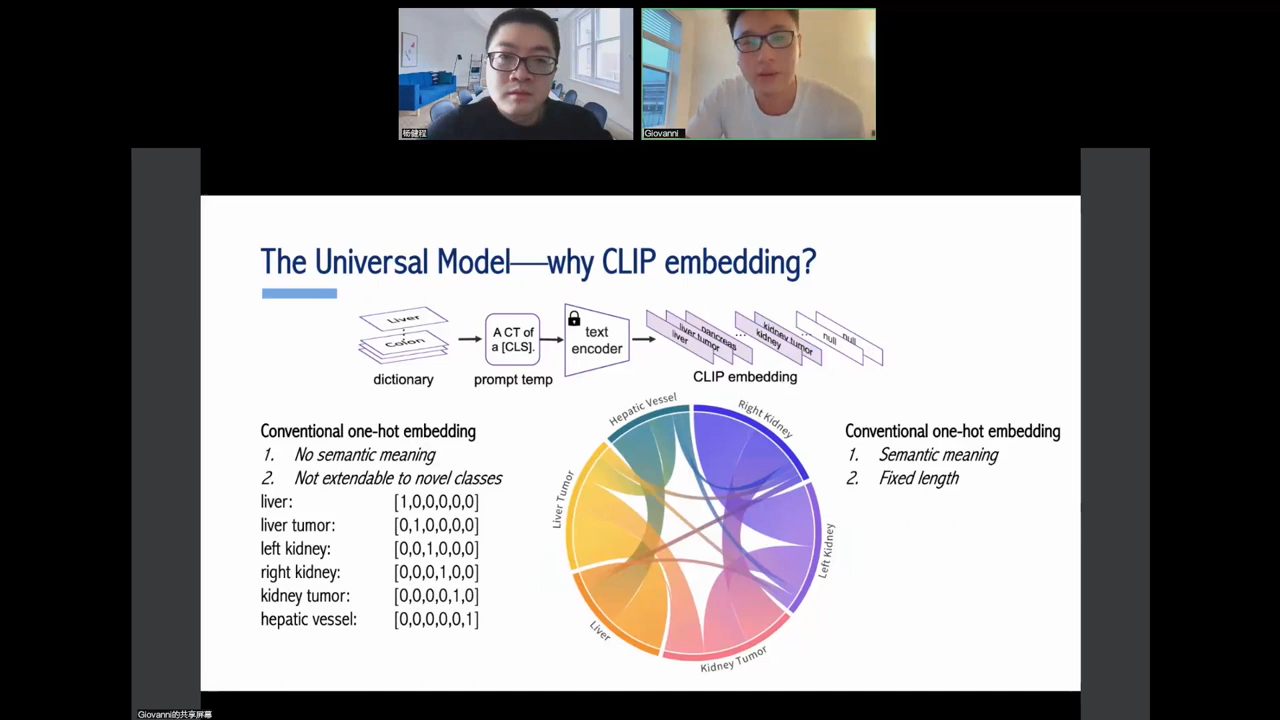 杨健程
Giovanni
The Universal Model—why CLIP embedding?
Liver
Colon
dictionary
A CT of
a [CLS].
prompt temp
text
encoder
liver
liver tumor
pancreas
...
kidney
kidney tumor
...
null
null
CLIP embedding
Conventional one-hot embedding
1. No semantic meaning
2. Not extendable to novel classes
liver: [1,0,0,0,0,0]
liver tumor: [0,1,0,0,0,0]
left kidney: [0,0,1,0,0,0]
right kidney: [0,0,0,1,0,0]
kidney tumor: [0,0,0,0,1,0]
hepatic vessel: [0,0,0,0,0,1]
Hepatic Vessel
Right Kidney
Liver Tumor
Left Kidney
Liver
Kidney Tumor
Conventional one-hot embedding
1. Semantic meaning
2. Fixed length
Giovanni的共享屏幕